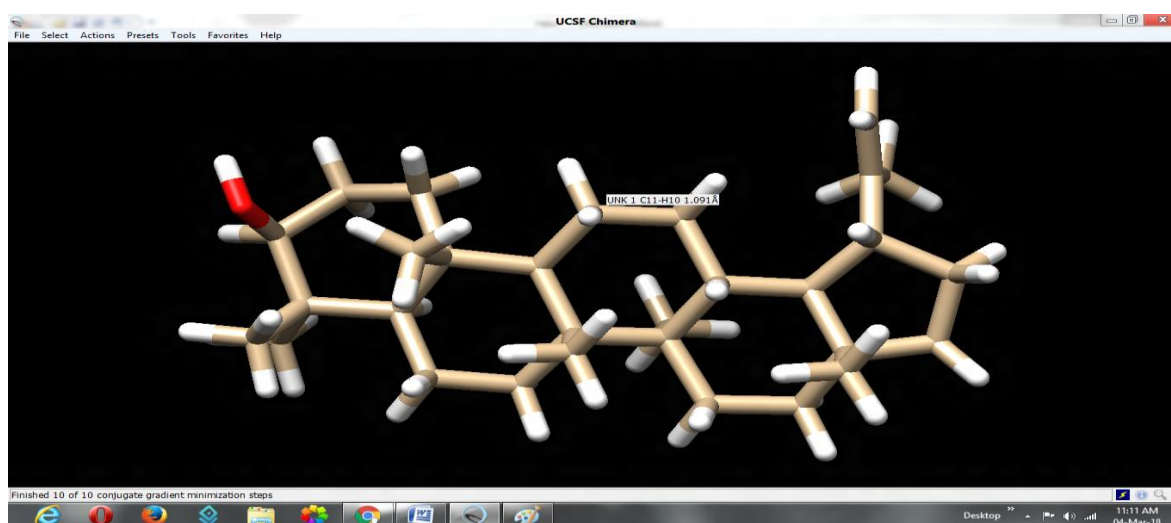 UCSF Chimera
File Select Actions Presets Tools Favorites Help
UNK 1 C11-H10 1.091Å
Finished 10 of 10 conjugate gradient minimization steps
Desktop »
11:11 AM
04-Mar-18